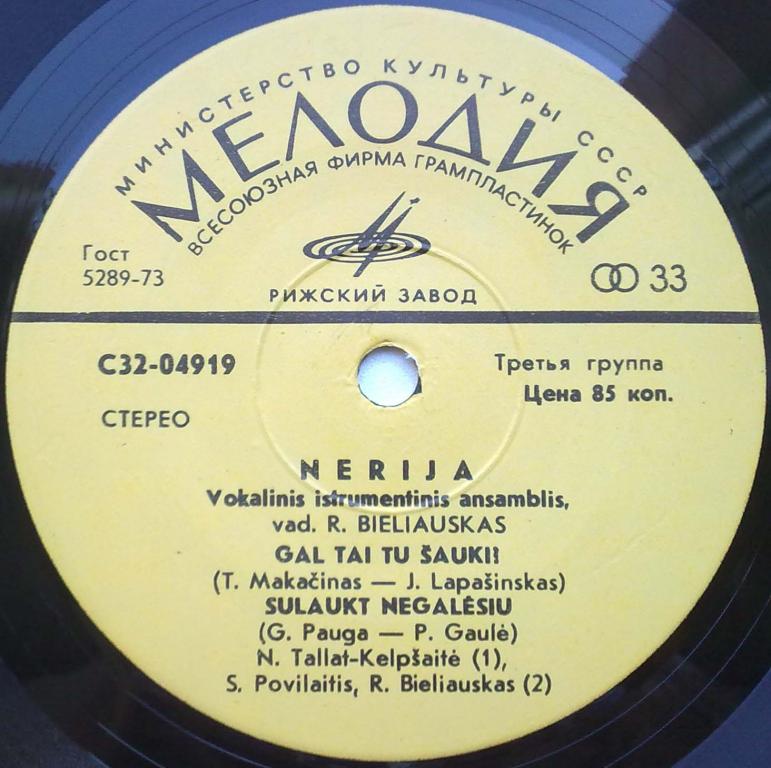 МИНИСТЕРСТВО КУЛЬТУРЫ СССР
МЕЛОДИЯ
ВСЕСОЮЗНАЯ ФИРМА ГРАМПЛАСТИНОК
Гост
5289-73
33
РИЖСКИЙ ЗАВОД
С32-04919
Третья группа
Цена 85 коп.
СТЕРЕО
NERIJA
Vokalinis istrumentinis ansamblis,
vad. R. BIELIAUSKAS
GAL TAI TU ŠAUKI?
(T. Makačinas — J. Lapašinskas)
SULAUKT NEGALĖSIU
(G. Pauga — P. Gaulė)
N. Tallat-Kelpšaitė (1),
S. Povilaitis, R. Bieliauskas (2)